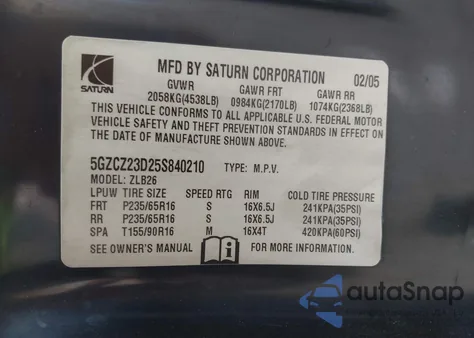 SATURN
MFD BY SATURN CORPORATION 02/05
GVWR GAWR FRT GAWR RR
2058KG(4538LB) 0984KG(2170LB) 1074KG(2368LB)
THIS VEHICLE CONFORMS TO ALL APPLICABLE U.S. FEDERAL MOTOR
VEHICLE SAFETY AND THEFT PREVENTION STANDARDS IN EFFECT ON
THE DATE OF MANUFACTURE SHOWN ABOVE.
5GZCZ23D25S840210 TYPE: M.P.V.
MODEL: ZLB26
LPUW TIRE SIZE SPEED RTG RIM COLD TIRE PRESSURE
FRT P235/65R16 S 16X6.5J 241KPA(35PSI)
RR P235/65R16 S 16X6.5J 241KPA(35PSI)
SPA T155/90R16 M 16X4T 420KPA(60PSI)
SEE OWNER'S MANUAL i FOR MORE INFORMATION.
autoSnap